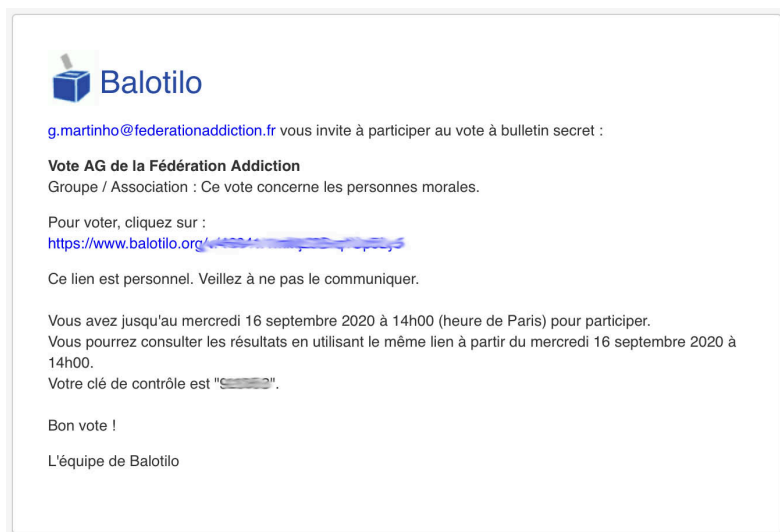 Balotilo
g.martinho@federationaddiction.fr vous invite à participer au vote à bulletin secret :
Vote AG de la Fédération Addiction
Groupe / Association : Ce vote concerne les personnes morales.
Pour voter, cliquez sur :
https://www.balotilo.org/
Ce lien est personnel. Veillez à ne pas le communiquer.
Vous avez jusqu'au mercredi 16 septembre 2020 à 14h00 (heure de Paris) pour participer.
Vous pourrez consulter les résultats en utilisant le même lien à partir du mercredi 16 septembre 2020 à
14h00.
Votre clé de contrôle est "".
Bon vote !
L'équipe de Balotilo